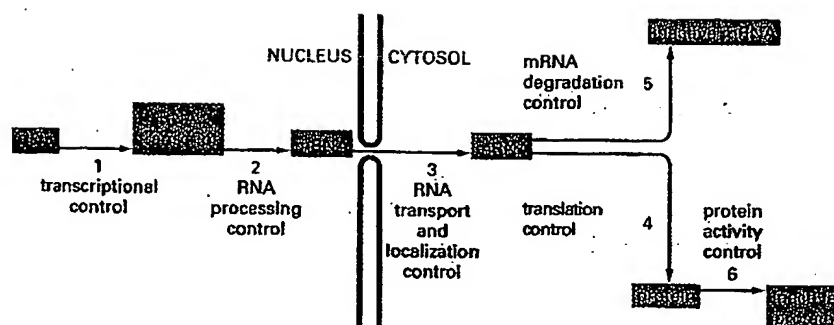 NUCLEUS CYTOSOL
mRNA
degradation
control
5
1
transcriptional
control
2
RNA
processing
control
3
RNA
transport
and
localization
control
translation
control
4
protein
activity
control
6